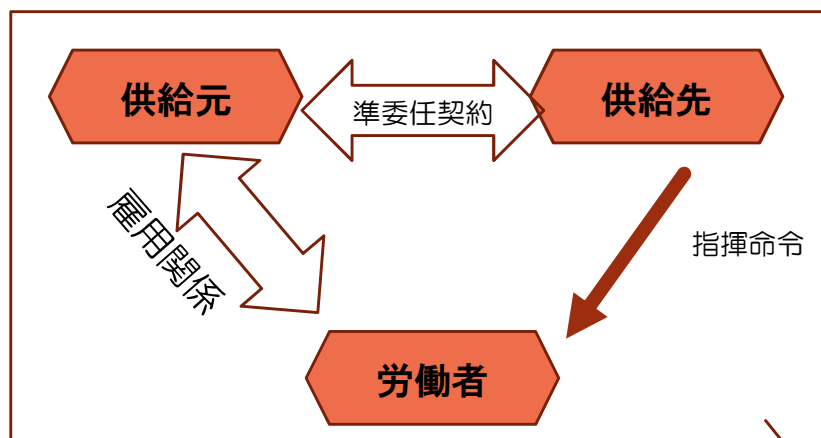 供給元
準委任契約
供給先
雇用関係
指揮命令
労働者